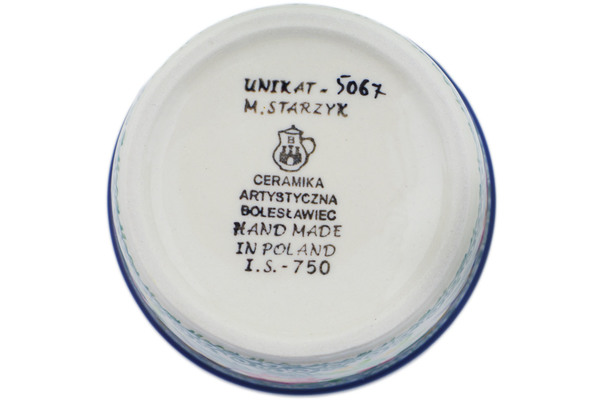 UNIKAT - 5067
M. STARZYK
B
CERAMIKA
ARTYSTYCZNA
BOLESŁAWIEC
HAND MADE
IN POLAND
I.S.-750